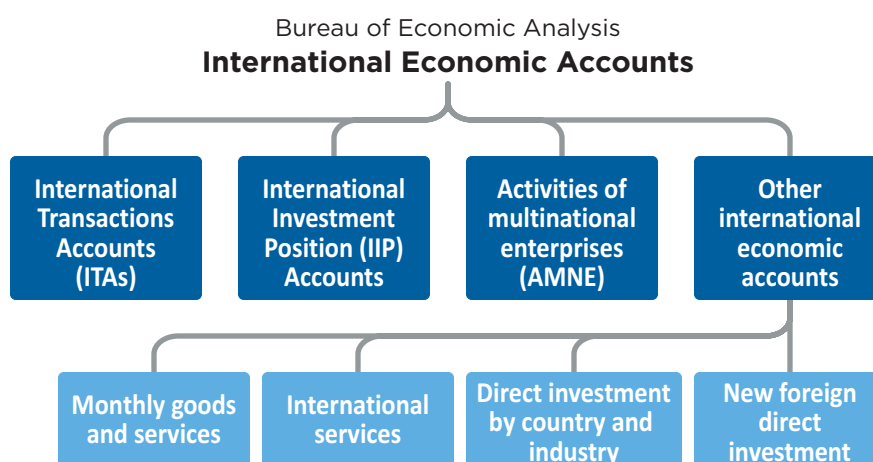 Bureau of Economic Analysis
International Economic Accounts
International
Transactions
Accounts
(ITAs)
International
Investment
Position (IIP)
Accounts
Activities of
multinational
enterprises
(AMNE)
Other
international
economic
accounts
Monthly goods
and services
International
services
Direct investment
by country and
industry
New foreign
direct
investment